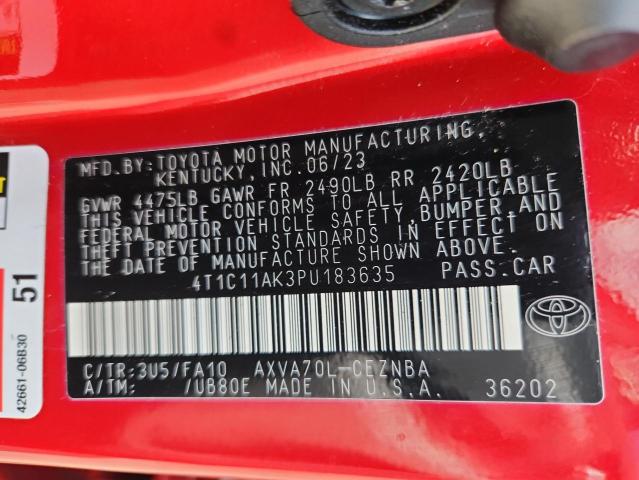 MFD.BY:TOYOTA MOTOR MANUFACTURING,
KENTUCKY,INC.06/23
GVWR 4475LB GAWR FR 2490LB RR 2420LB
THIS VEHICLE CONFORMS TO ALL APPLICABLE
FEDERAL MOTOR VEHICLE SAFETY,BUMPER,AND
THEFT PREVENTION STANDARDS IN EFFECT ON
THE DATE OF MANUFACTURE SHOWN ABOVE.
4T1C11AK3PU183635 PASS.CAR
C/TR:3U5/FA10 AXVA70L-CEZNBA
A/TM: /UB80E MADE IN U.S.A. 36202
51
42661-06B30